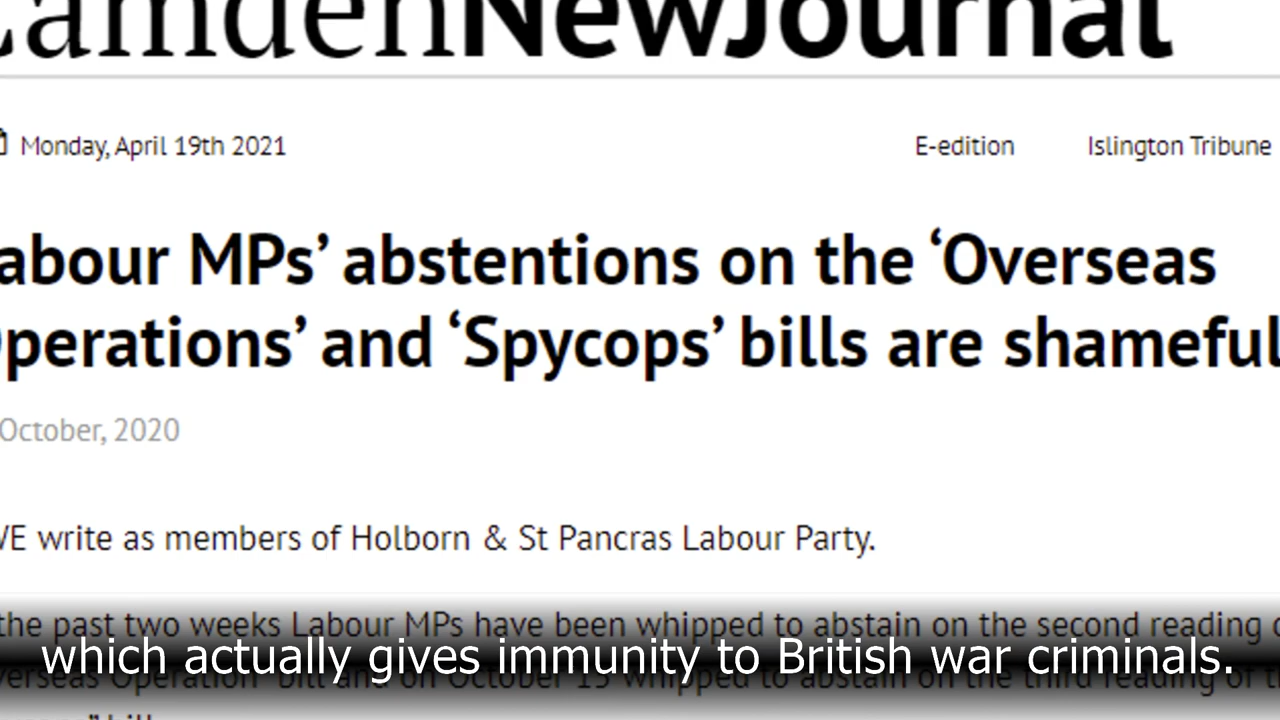 CamdenNewJournal
Monday, April 19th 2021
E-edition
Islington Tribune
abour MPs’ abstentions on the ‘Overseas
perations’ and ‘Spycops’ bills are shameful
October, 2020
WE write as members of Holborn & St Pancras Labour Party.
the past two weeks Labour MPs have been whipped to abstain on the second reading
which actually gives immunity to British war criminals.